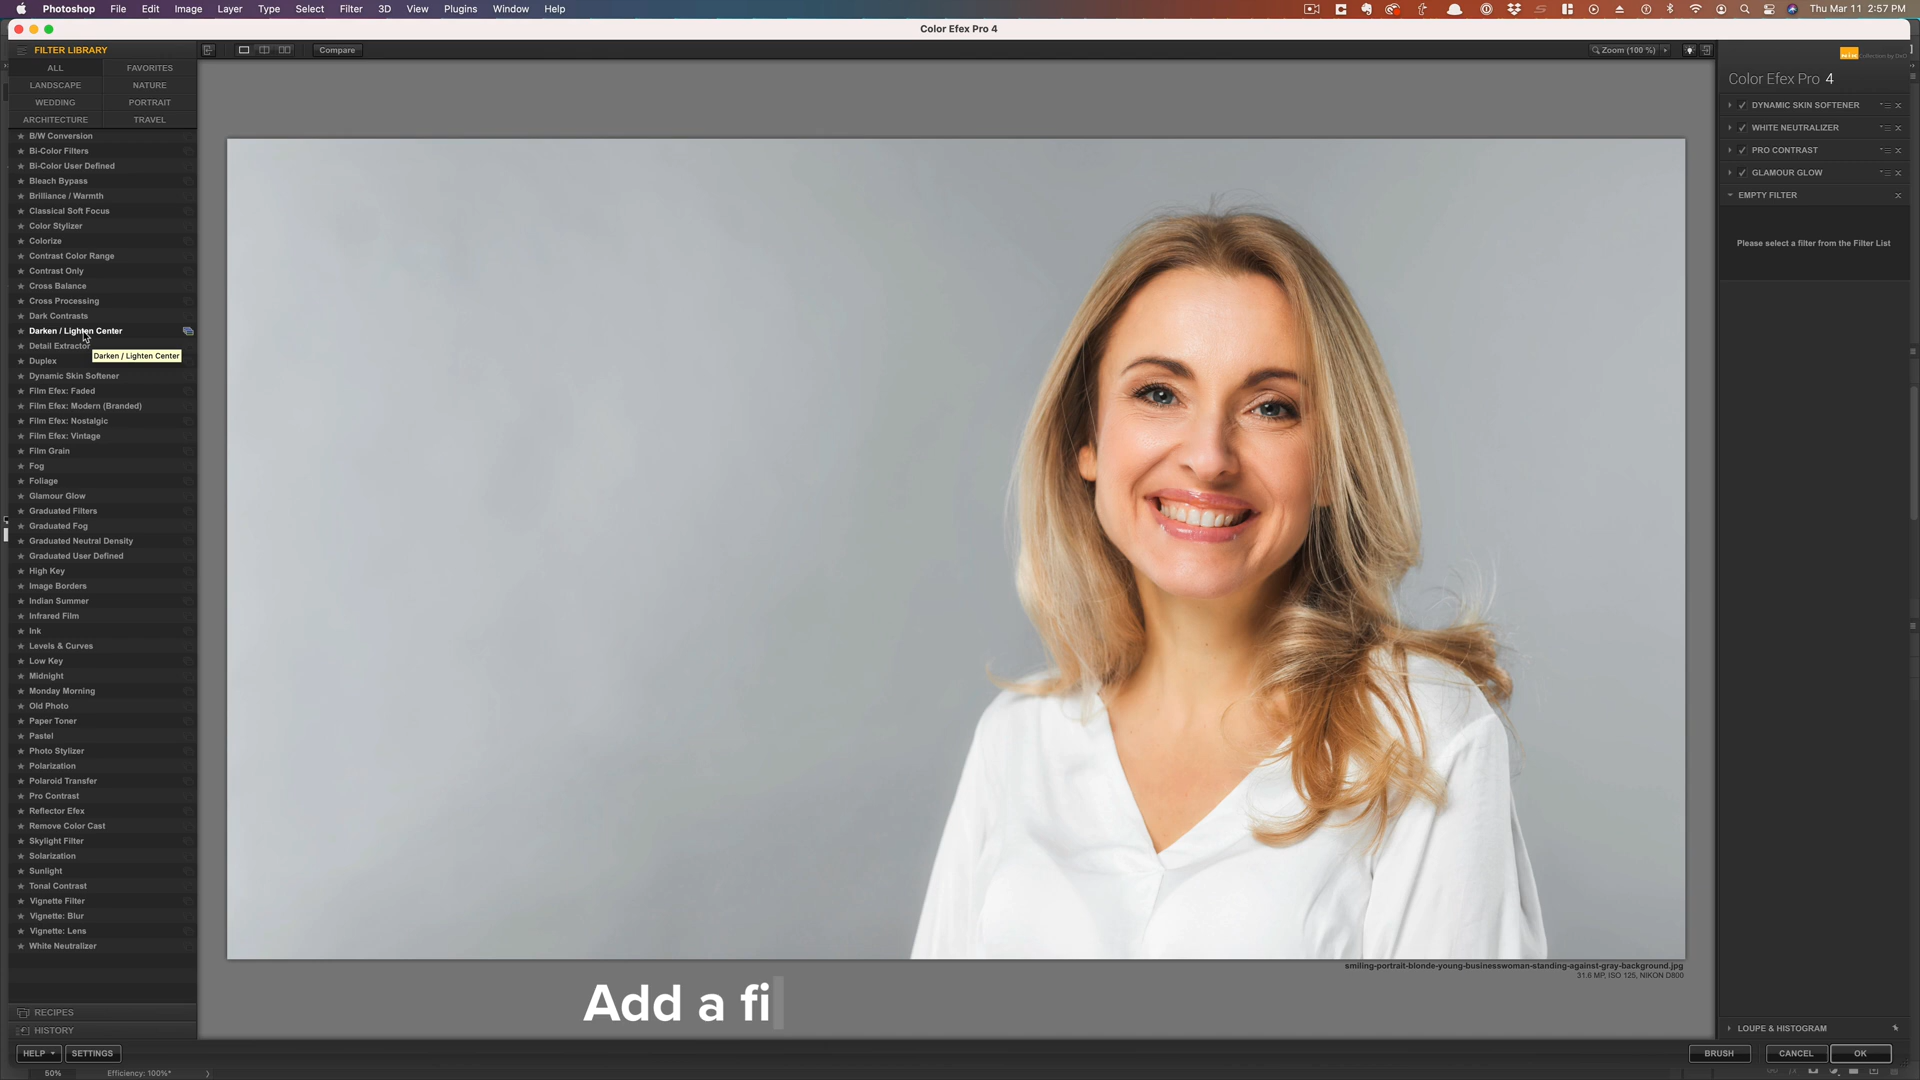 Photoshop File Edit Image Layer Type Select Filter 3D View Plugins Window Help Thu Mar 11 2:57 PM
Color Efex Pro 4
FILTER LIBRARY Compare Zoom (100 %)
ALL FAVORITES
LANDSCAPE NATURE
WEDDING PORTRAIT
ARCHITECTURE TRAVEL
B/W Conversion
Bi-Color Filters
Bi-Color User Defined
Bleach Bypass
Brilliance / Warmth
Classical Soft Focus
Color Stylizer
Colorize
Contrast Color Range
Contrast Only
Cross Balance
Cross Processing
Dark Contrasts
Darken / Lighten Center
Detail Extractor
Darken / Lighten Center
Duplex
Dynamic Skin Softener
Film Efex: Faded
Film Efex: Modern (Branded)
Film Efex: Nostalgic
Film Efex: Vintage
Film Grain
Fog
Foliage
Glamour Glow
Graduated Filters
Graduated Fog
Graduated Neutral Density
Graduated User Defined
High Key
Image Borders
Indian Summer
Infrared Film
Ink
Levels & Curves
Low Key
Midnight
Monday Morning
Old Photo
Paper Toner
Pastel
Photo Stylizer
Polarization
Polaroid Transfer
Pro Contrast
Reflector Efex
Remove Color Cast
Skylight Filter
Solarization
Sunlight
Tonal Contrast
Vignette Filter
Vignette: Blur
Vignette: Lens
White Neutralizer
RECIPES
HISTORY
HELP SETTINGS
50% Efficiency: 100%*
smiling-portrait-blonde-young-businesswoman-standing-against-gray-background.jpg
31.6 MP, ISO 125, NIKON D800
Add a fi
Collection by DxO
Color Efex Pro 4
DYNAMIC SKIN SOFTENER
WHITE NEUTRALIZER
PRO CONTRAST
GLAMOUR GLOW
EMPTY FILTER
Please select a filter from the Filter List
LOUPE & HISTOGRAM
BRUSH CANCEL OK